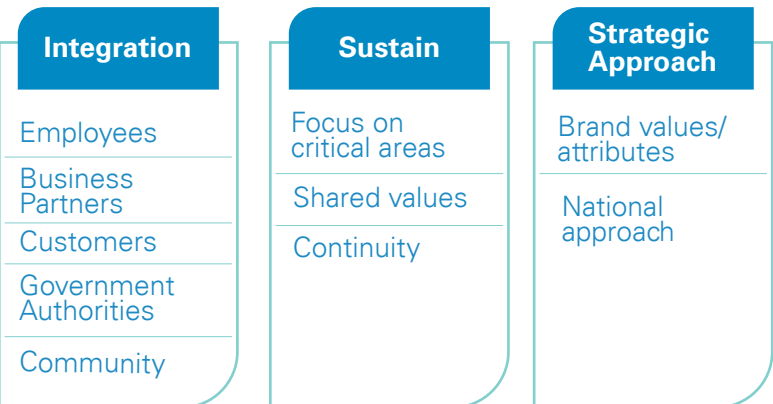 Integration
Employees
Business
Partners
Customers
Government
Authorities
Community
Sustain
Focus on
critical areas
Shared values
Continuity
Strategic
Approach
Brand values/
attributes
National
approach